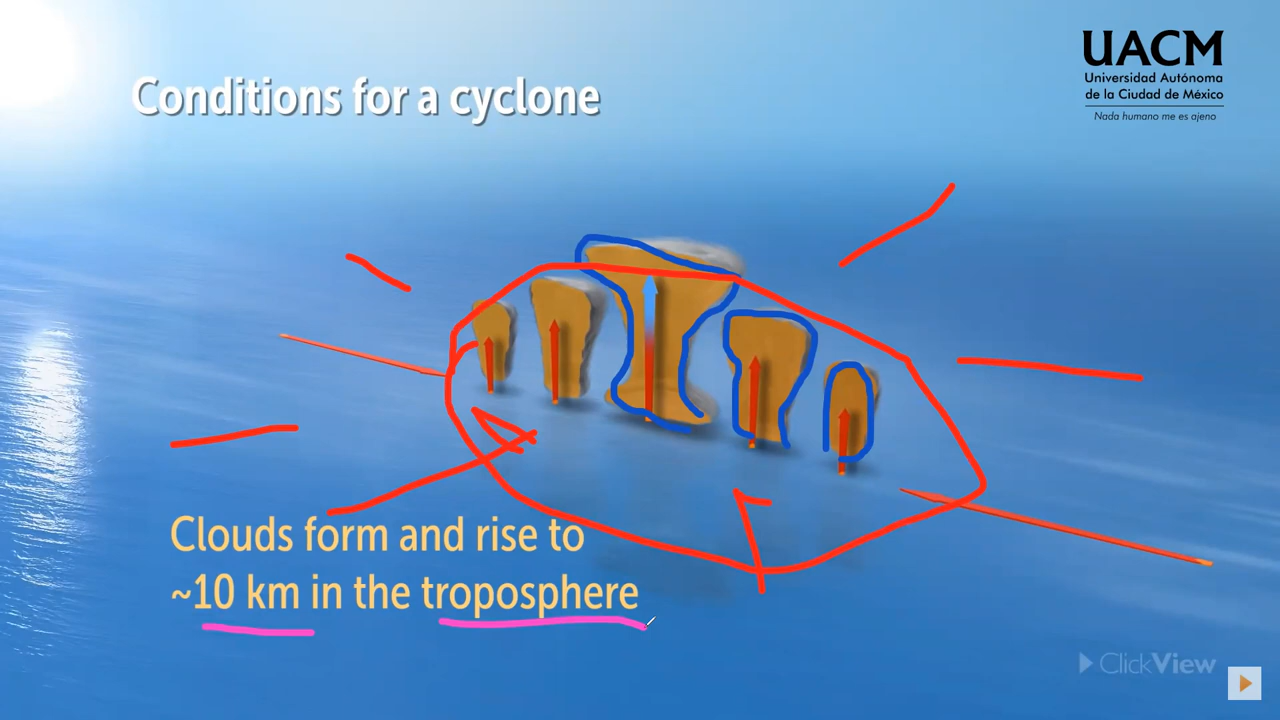 Conditions for a cyclone
UACM
Universidad Autónoma
de la Ciudad de México
Nada humano me es ajeno
Clouds form and rise to
~10 km in the troposphere
ClickView